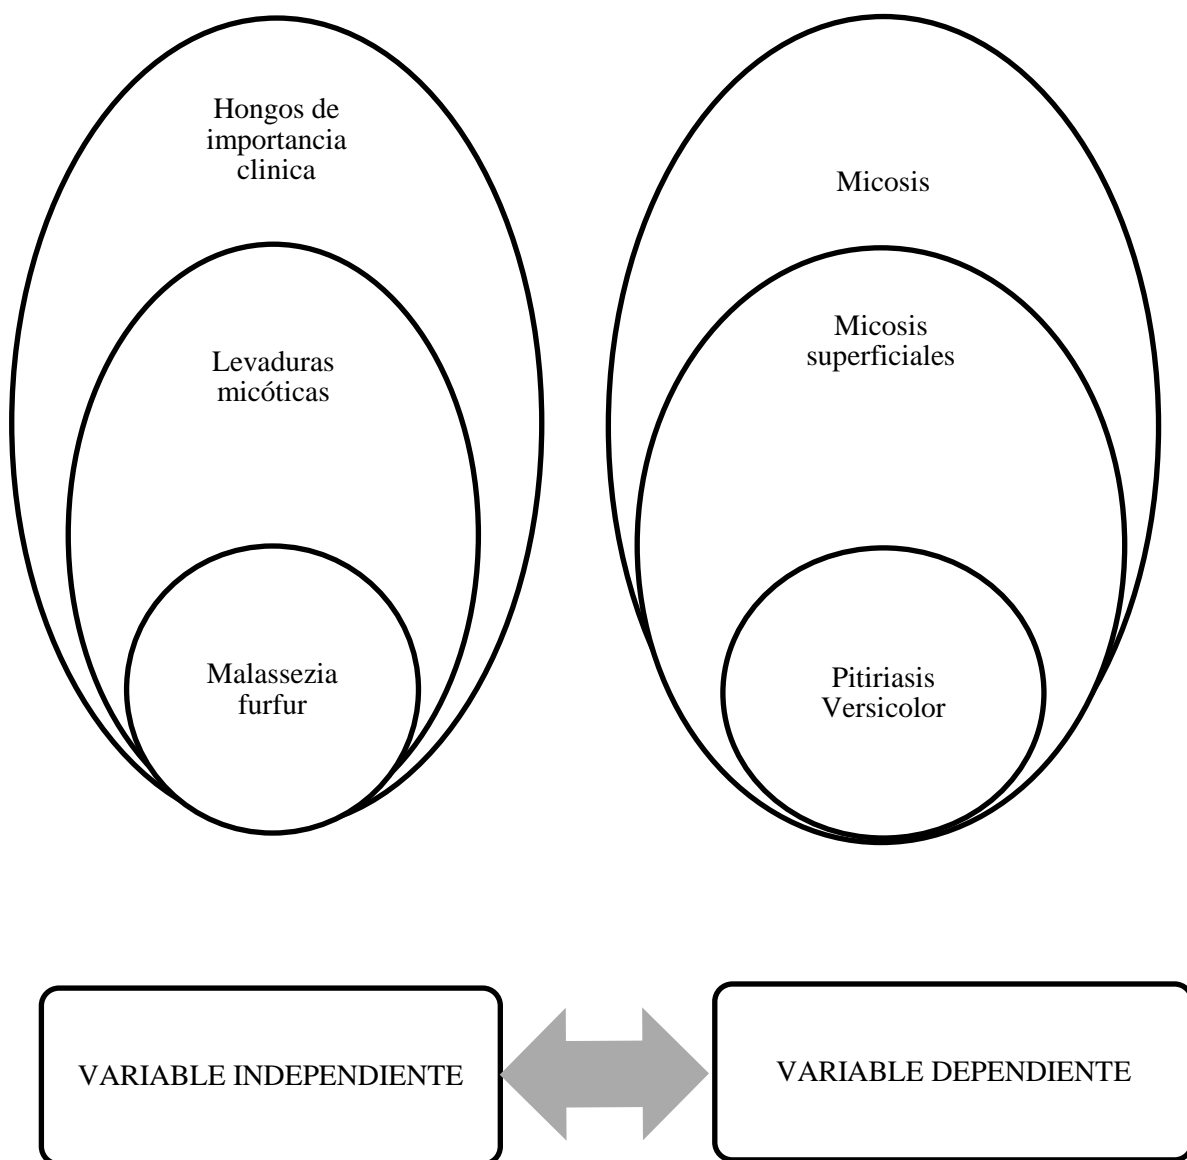 Hongos de
importancia
clinica
Levaduras
micóticas
Malassezia
furfur
Micosis
Micosis
superficiales
Pitiriasis
Versicolor
VARIABLE INDEPENDIENTE
VARIABLE DEPENDIENTE